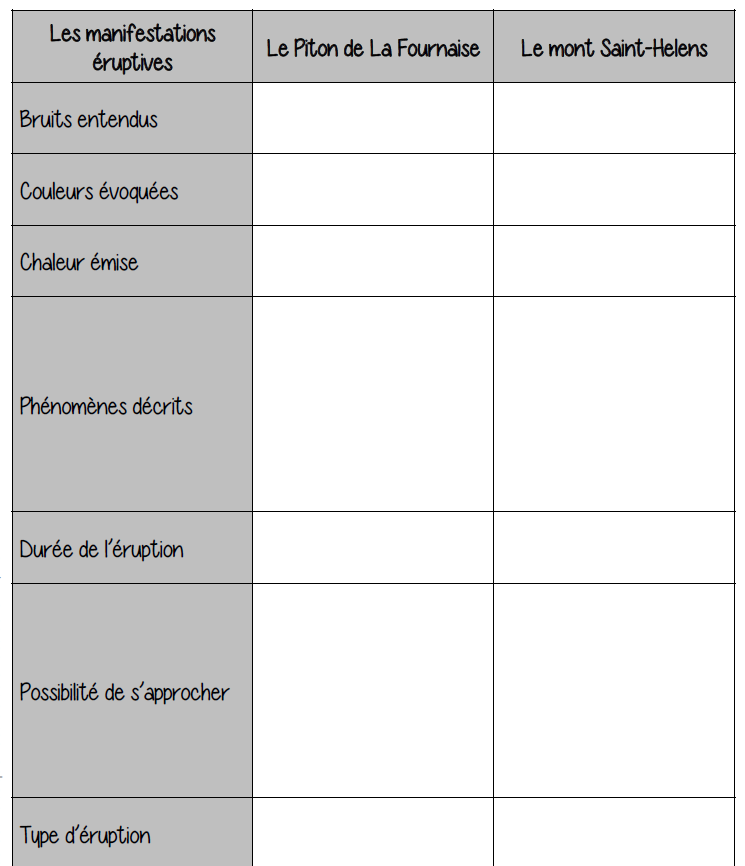 Les manifestations
éruptives
Le Piton de La Fournaise
Le mont Saint-Helens
Bruits entendus
Couleurs évoquées
Chaleur émise
Phénomènes décrits
Durée de l'éruption
Possibilité de s'approcher
Type d'éruption